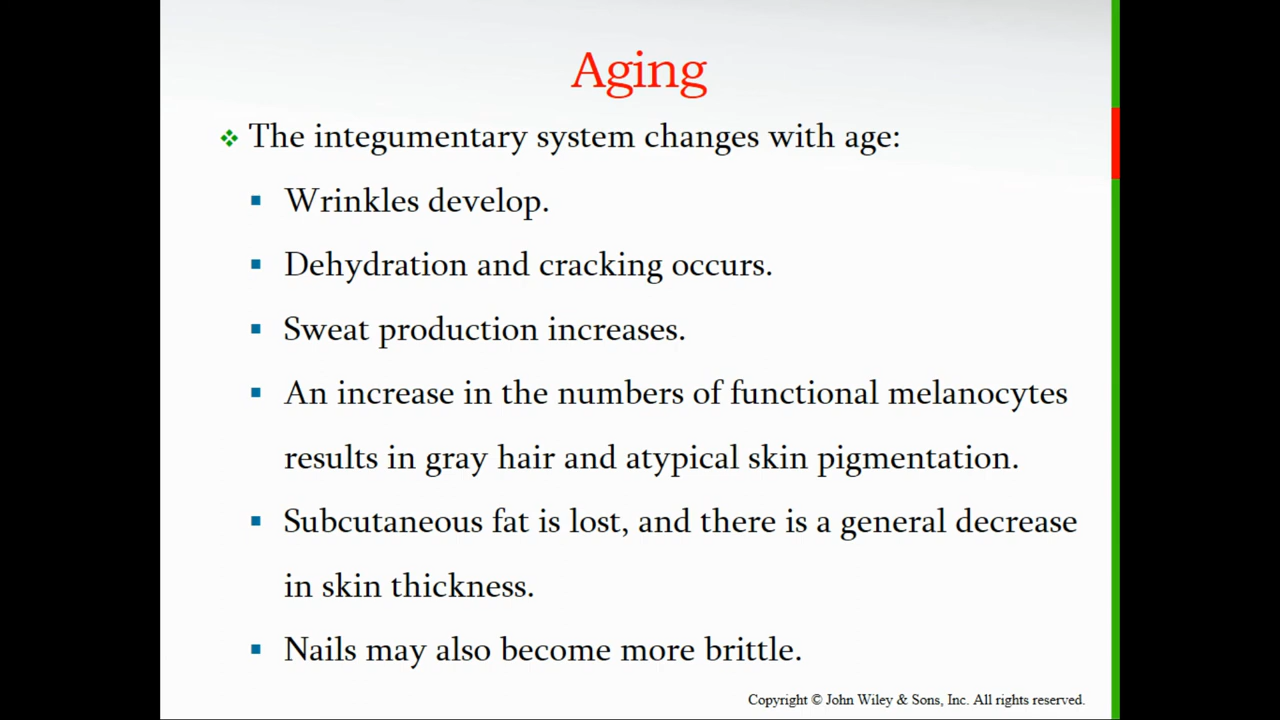 Aging
The integumentary system changes with age:
Wrinkles develop.
Dehydration and cracking occurs.
Sweat production increases.
An increase in the numbers of functional melanocytes
results in gray hair and atypical skin pigmentation.
Subcutaneous fat is lost, and there is a general decrease
in skin thickness.
Nails may also become more brittle.
Copyright © John Wiley & Sons, Inc. All rights reserved.